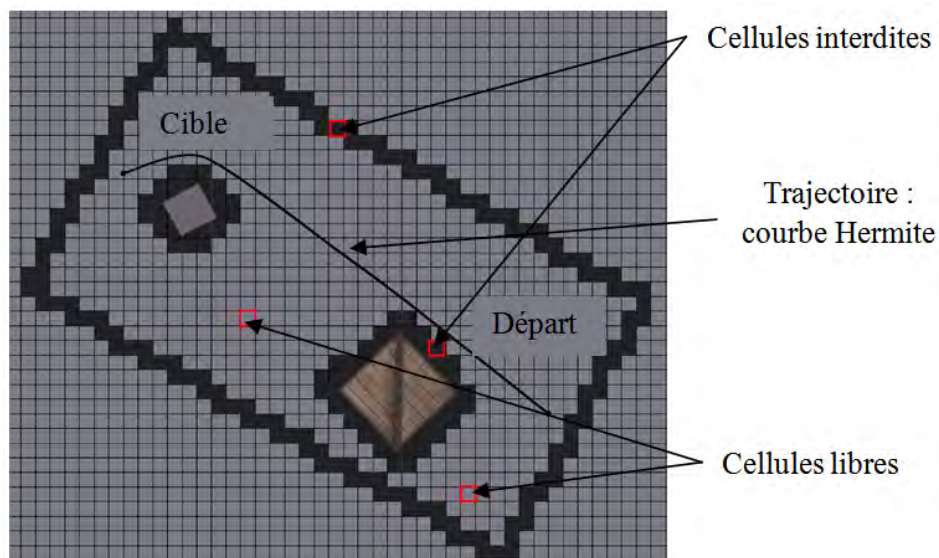 Cellules interdites
Cible
Trajectoire :
courbe Hermite
Départ
Cellules libres